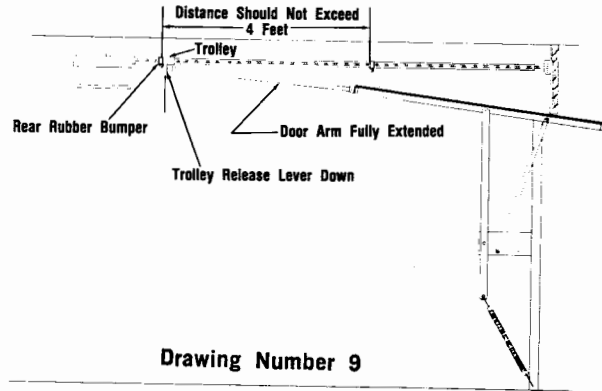 Distance Should Not Exceed
4 Feet
Trolley
Rear Rubber Bumper
Door Arm Fully Extended
Trolley Release Lever Down
Drawing Number 9